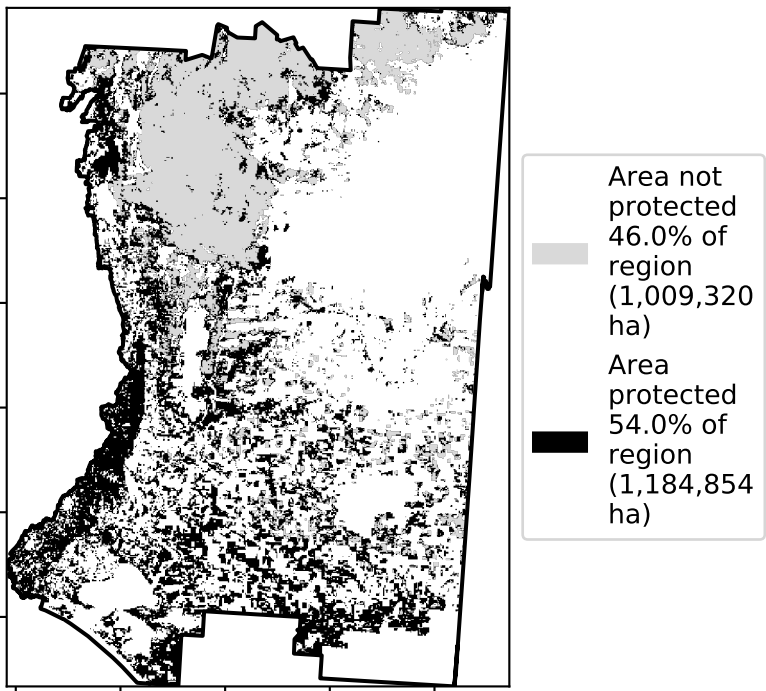 Area not
protected
46.0% of
region
(1,009,320
ha)
Area
protected
54.0% of
region
(1,184,854
ha)